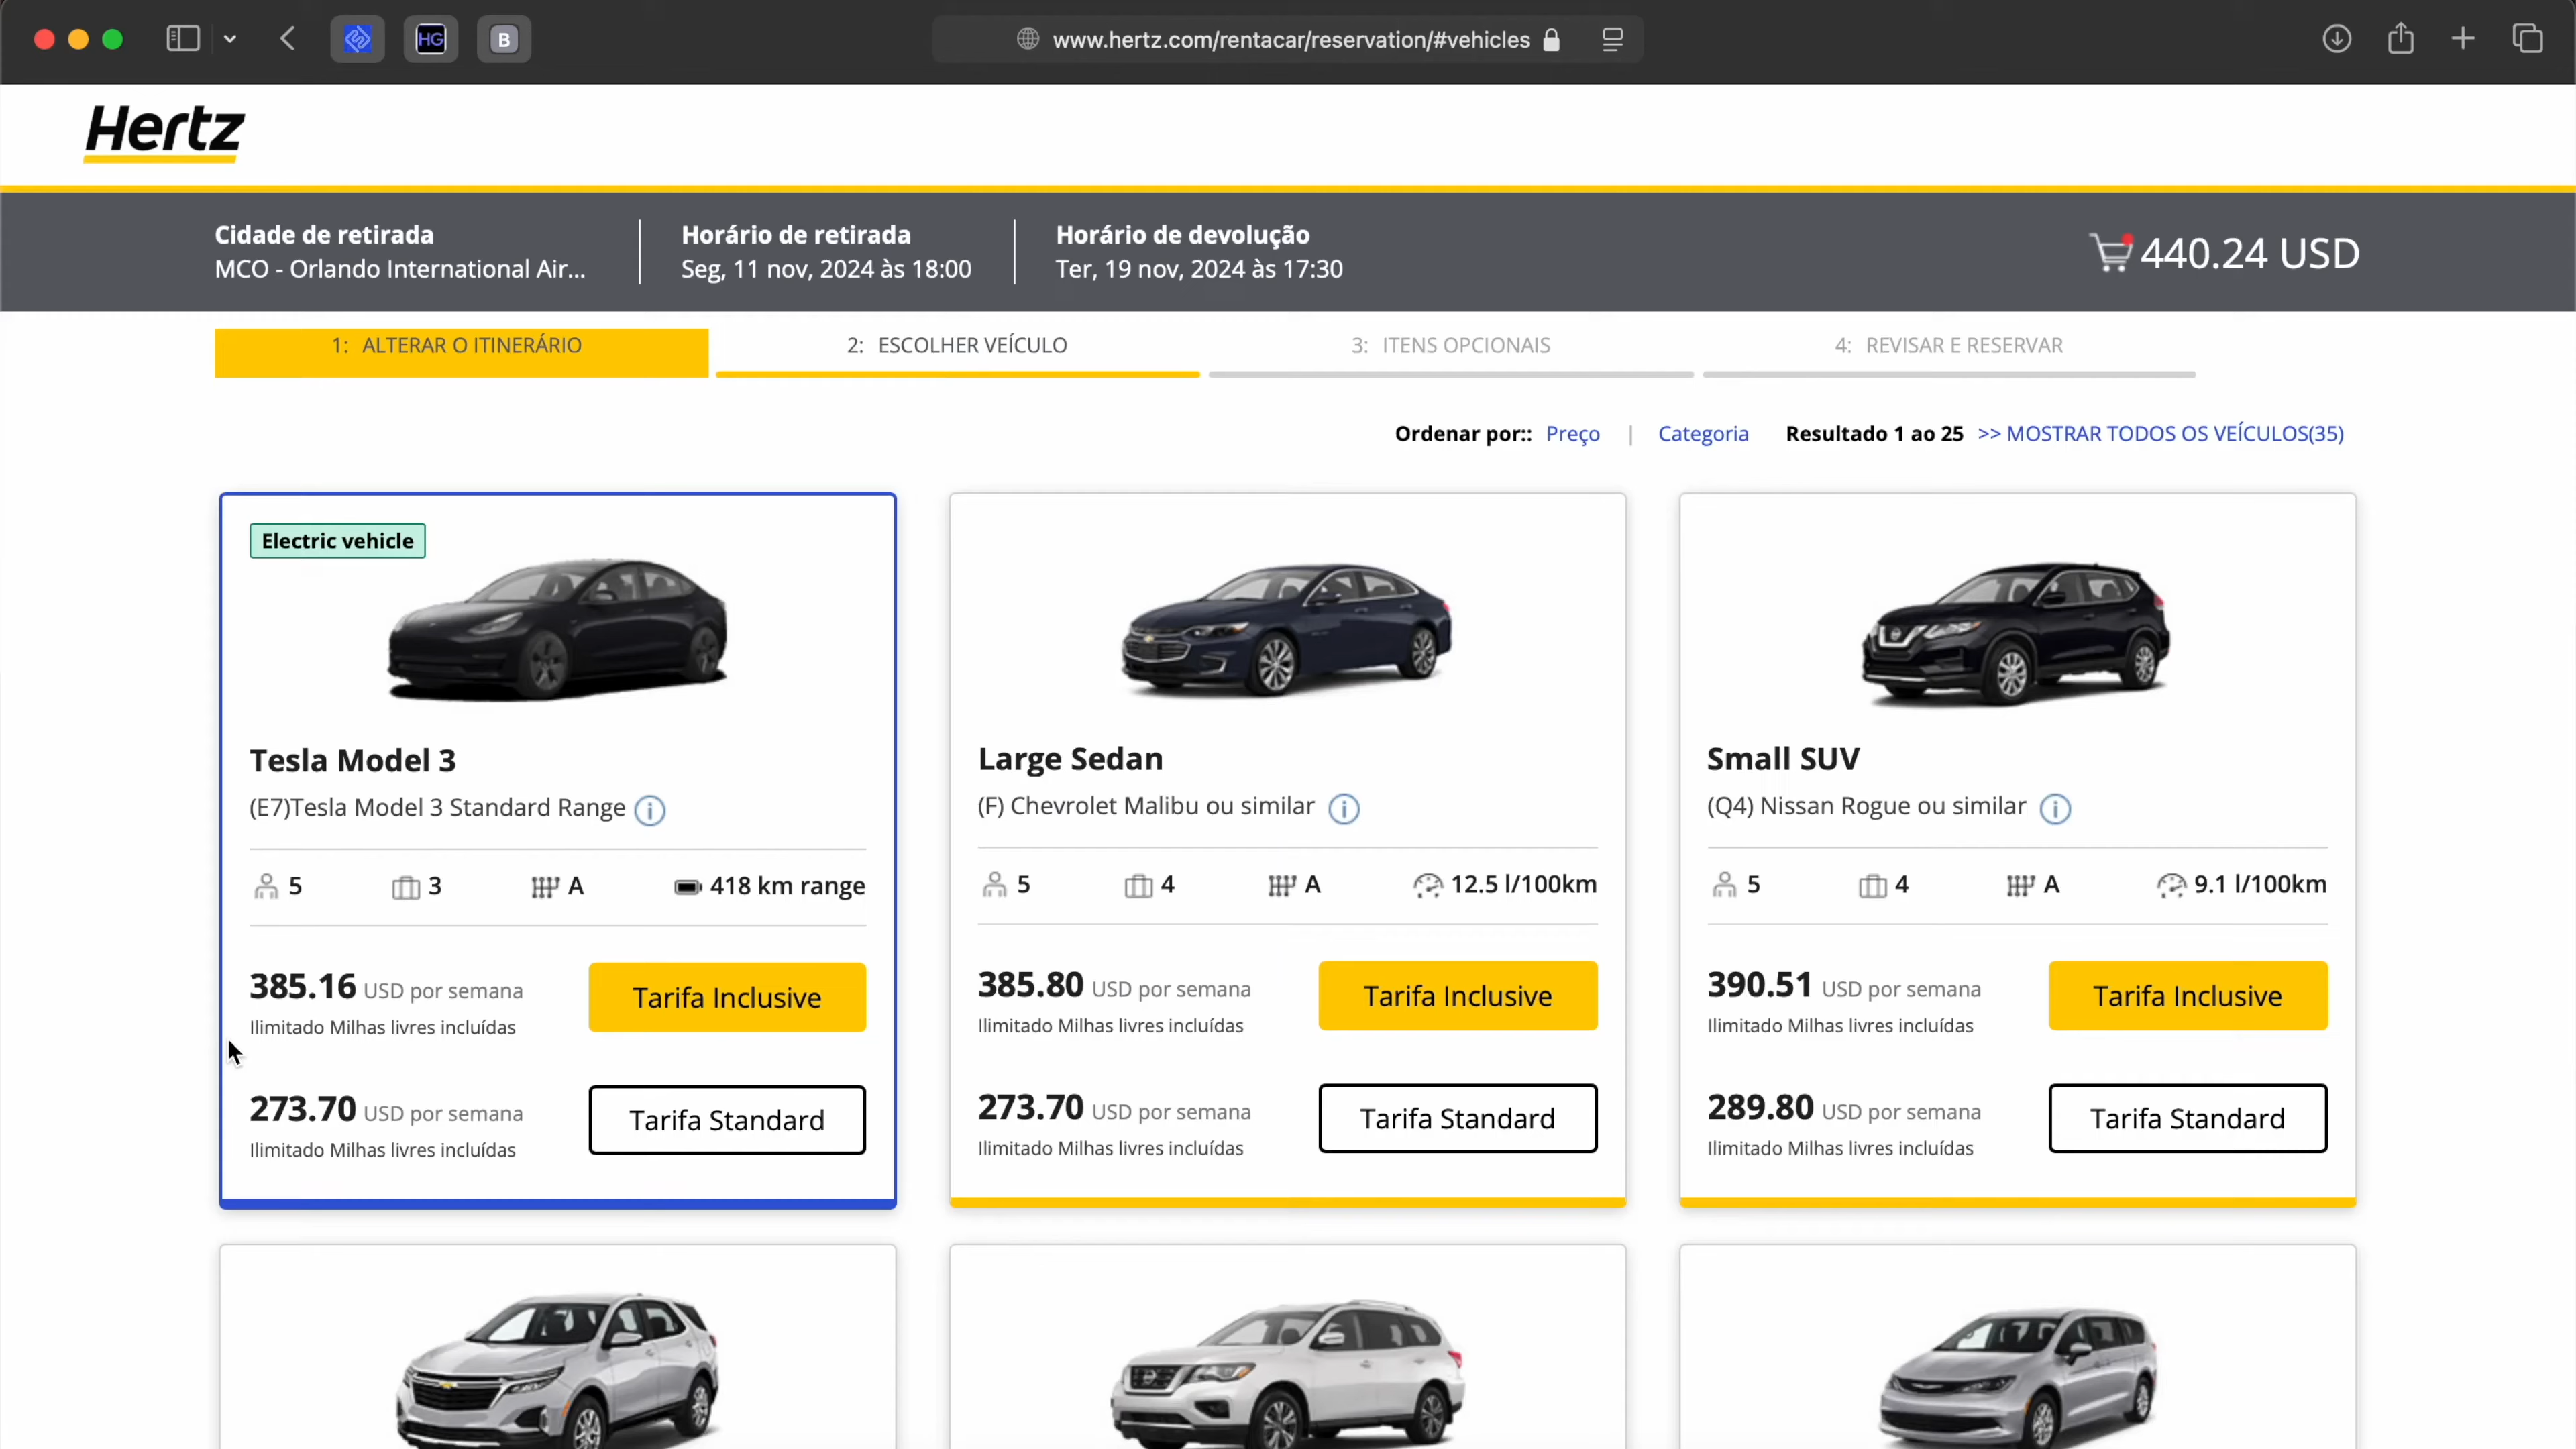 HG
B
www.hertz.com/rentacar/reservation/#vehicles
Hertz
Cidade de retirada
MCO - Orlando International Air...
Horário de retirada
Seg, 11 nov, 2024 às 18:00
Horário de devolução
Ter, 19 nov, 2024 às 17:30
440.24 USD
1: ALTERAR O ITINERÁRIO
2: ESCOLHER VEÍCULO
3: ITENS OPCIONAIS
4: REVISAR E RESERVAR
Ordenar por:: Preço | Categoria Resultado 1 ao 25 >> MOSTRAR TODOS OS VEÍCULOS(35)
Electric vehicle
Tesla Model 3
(E7)Tesla Model 3 Standard Range
5 3 A 418 km range
385.16 USD por semana
Ilimitado Milhas livres incluídas
Tarifa Inclusive
273.70 USD por semana
Ilimitado Milhas livres incluídas
Tarifa Standard
Large Sedan
(F) Chevrolet Malibu ou similar
5 4 A 12.5 l/100km
385.80 USD por semana
Ilimitado Milhas livres incluídas
Tarifa Inclusive
273.70 USD por semana
Ilimitado Milhas livres incluídas
Tarifa Standard
Small SUV
(Q4) Nissan Rogue ou similar
5 4 A 9.1 l/100km
390.51 USD por semana
Ilimitado Milhas livres incluídas
Tarifa Inclusive
289.80 USD por semana
Ilimitado Milhas livres incluídas
Tarifa Standard